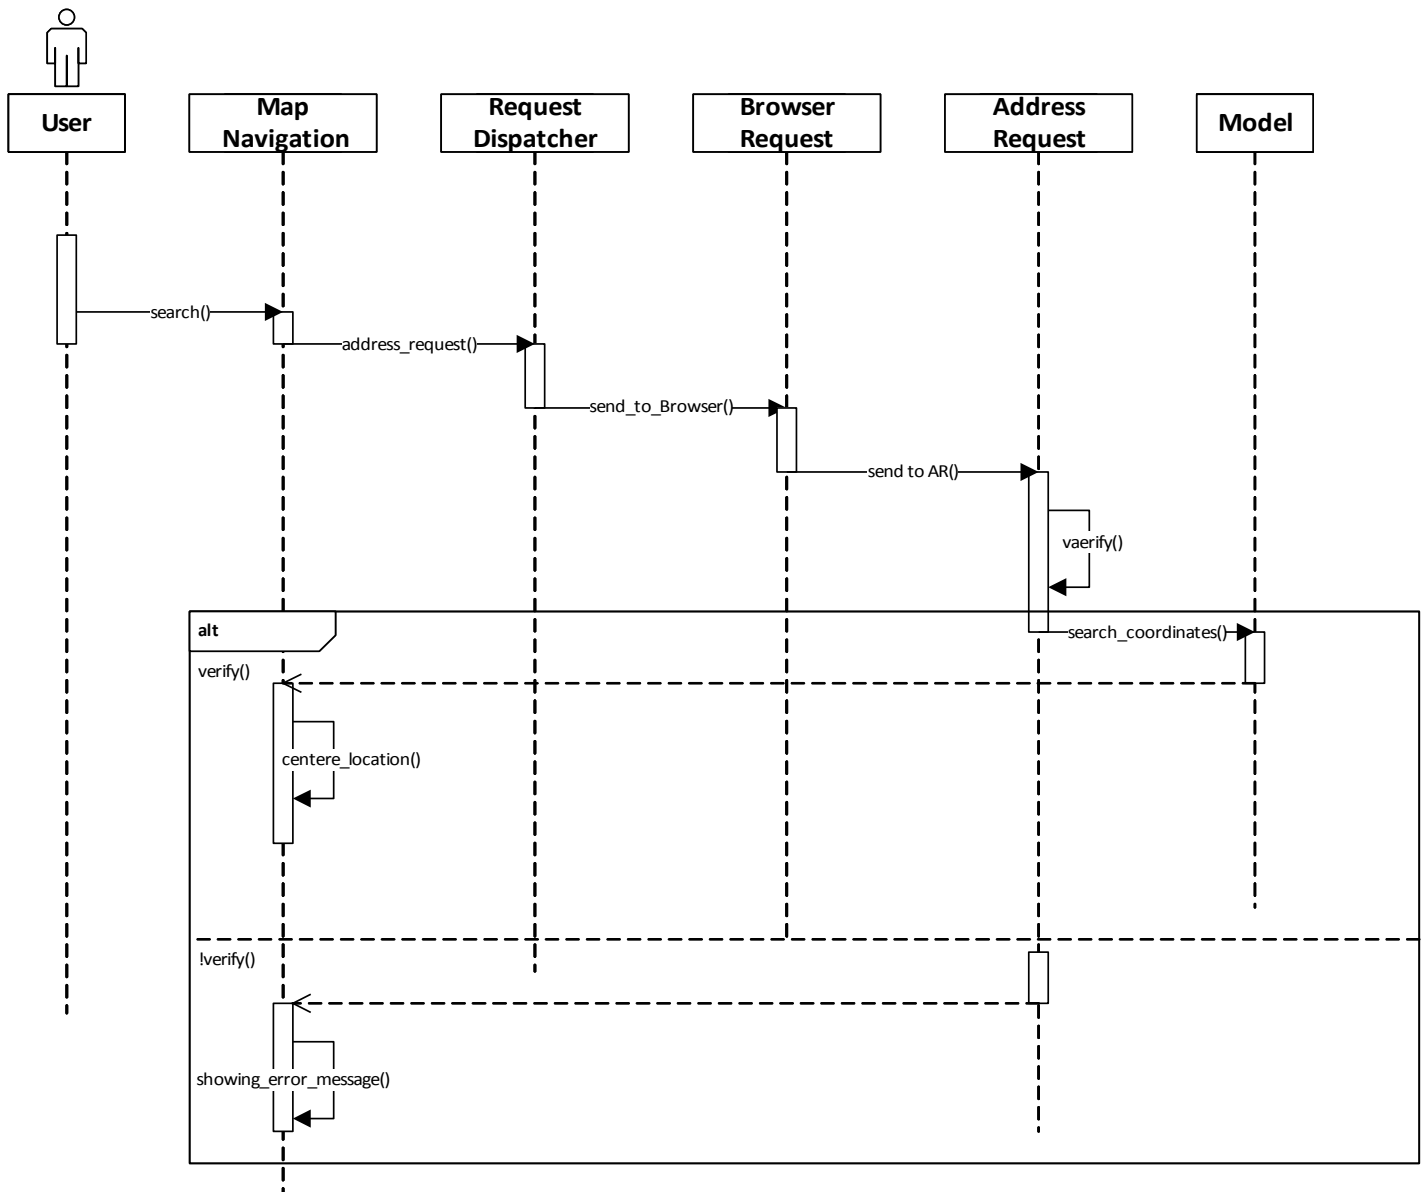 User
Map
Navigation
Request
Dispatcher
Browser
Request
Address
Request
Model
search()
address_request()
send_to_Browser()
send to AR()
vaerify()
alt
search_coordinates()
verify()
centere_location()
!verify()
showing_error_message()